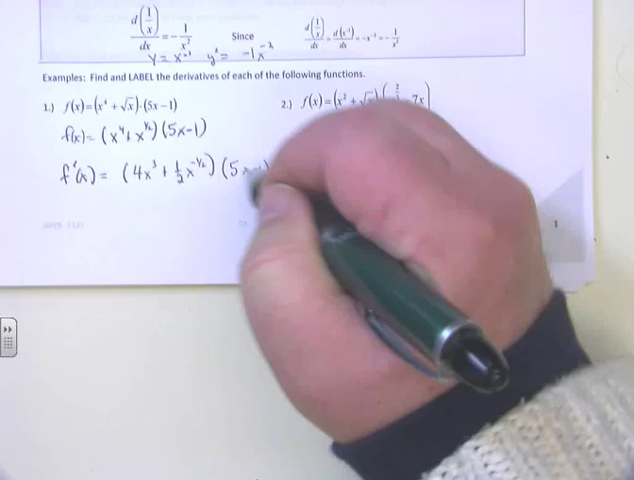 d(1/x)/dx = -1/x² Since d(1/x)/dx = d(x⁻¹)/dx = -x⁻² = -1/x²
y = x⁻¹ y' = -1x⁻²
Examples: Find and LABEL the derivatives of each of the following functions.
1.) f(x)=(x⁴+√x)·(5x-1) 2.) f(x)=(x²+√x)
f(x)= (x⁴+x^½)(5x-1)
f'(x)= (4x³+½x^-½)(5x
1